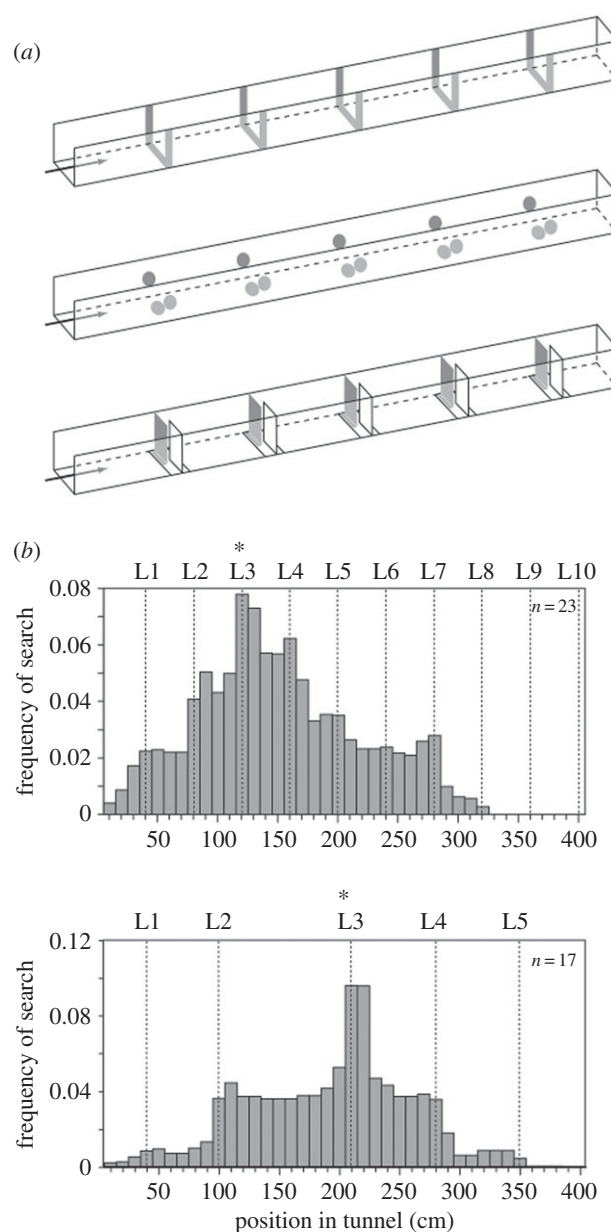 (a)
(b)
*
L1 L2 L3 L4 L5 L6 L7 L8 L9 L10
0.08
n = 23
0.06
0.04
0.02
0
frequency of search
50 100 150 200 250 300 350 400
*
L1 L2 L3 L4 L5
0.12
n = 17
0.08
0.04
0
frequency of search
50 100 150 200 250 300 350 400
position in tunnel (cm)